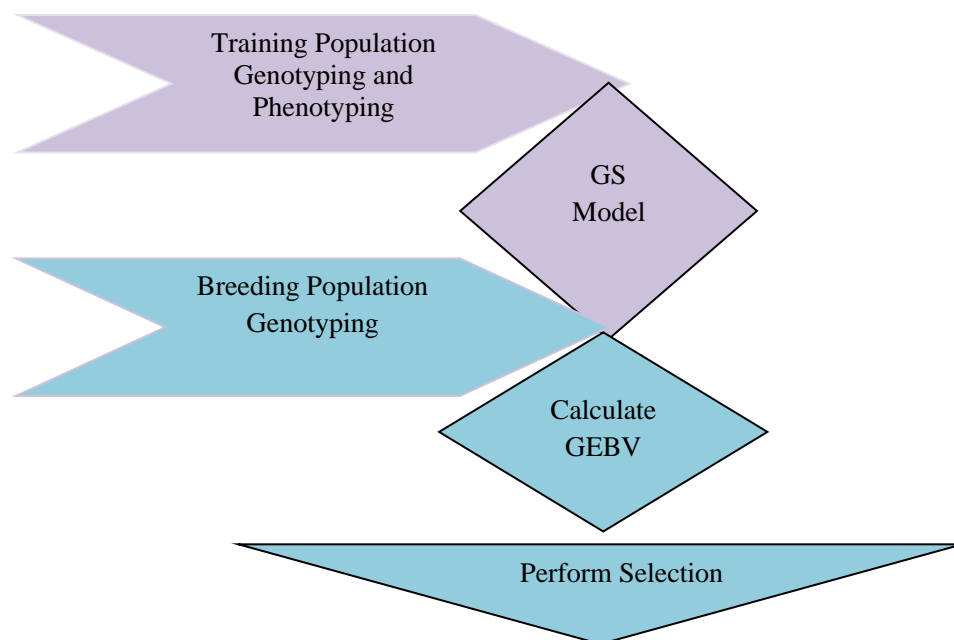 Training Population
Genotyping and
Phenotyping
GS
Model
Breeding Population
Genotyping
Calculate
GEBV
Perform Selection